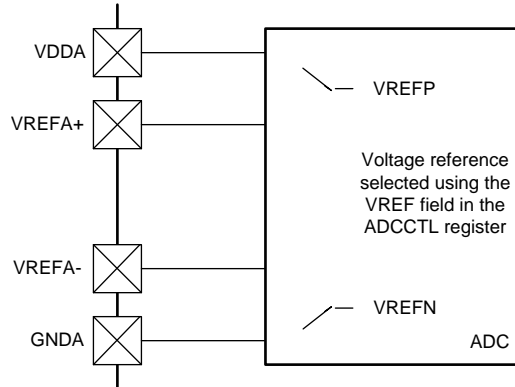 VDDA
VREFA+
VREFP
Voltage reference
selected using the
VREF field in the
ADCCTL register
VREFA-
VREFN
GNDA
ADC